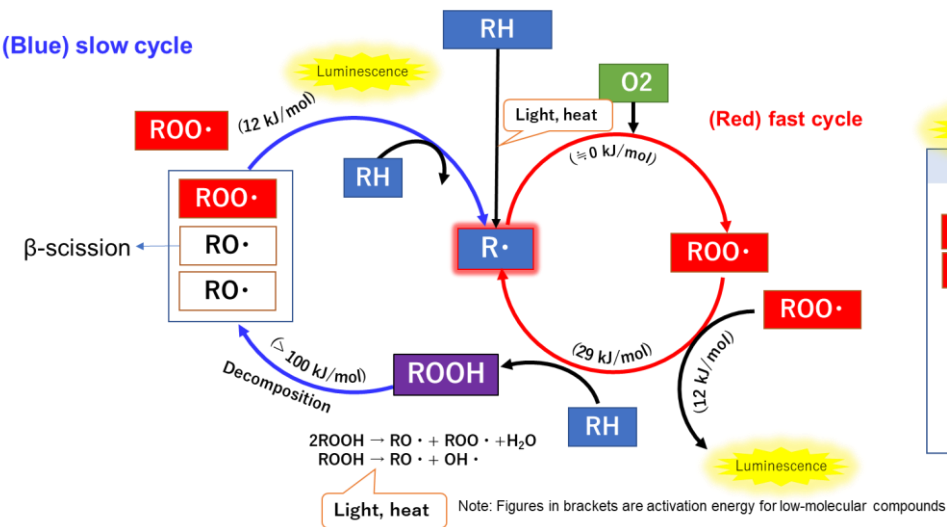 (Blue) slow cycle
RH
Luminescence
O2
(Red) fast cycle
ROO・
(12 kJ/mol)
Light, heat
(≒0 kJ/mol)
RH
ROO・
RO・
RO・
β-scission
R・
ROO・
ROO・
(29 kJ/mol)
(12 kJ/mol)
(△100 kJ/mol)
Decomposition
ROOH
RH
2ROOH → RO・ + ROO・ +H₂O
ROOH → RO・ + OH・
Luminescence
Light, heat
Note: Figures in brackets are activation energy for low-molecular compounds